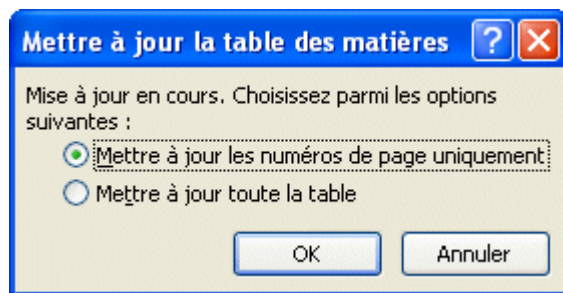 Mettre à jour la table des matières
Mise à jour en cours. Choisissez parmi les options
suivantes :
Mettre à jour les numéros de page uniquement
Mettre à jour toute la table
OK Annuler